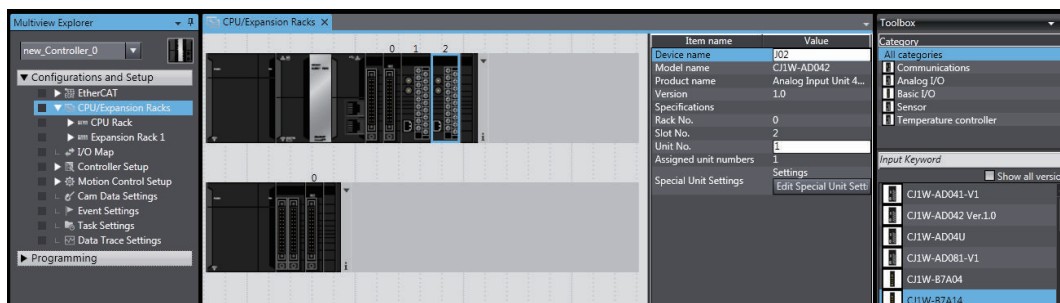 Multiview Explorer
new_Controller_0
Configurations and Setup
EtherCAT
CPU/Expansion Racks
CPU Rack
Expansion Rack 1
I/O Map
Controller Setup
Motion Control Setup
Cam Data Settings
Event Settings
Task Settings
Data Trace Settings
Programming
CPU/Expansion Racks
0 1 2
0
Item name Value
Device name J02
Model name CJ1W-AD042
Product name Analog Input Unit 4...
Version 1.0
Specifications
Rack No. 0
Slot No. 2
Unit No. 1
Assigned unit numbers 1
Special Unit Settings Settings
Edit Special Unit Setti
Toolbox
Category
All categories
Communications
Analog I/O
Basic I/O
Sensor
Temperature controller
Input Keyword
Show all versio
CJ1W-AD041-V1
CJ1W-AD042 Ver.1.0
CJ1W-AD04U
CJ1W-AD081-V1
CJ1W-B7A04
CJ1W-B7A14